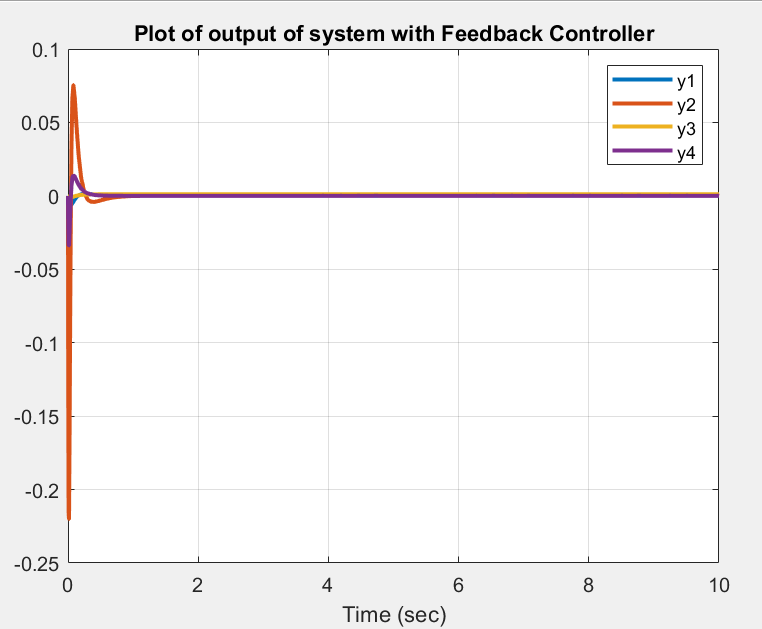 Plot of output of system with Feedback Controller
0.1
0.05
0
-0.05
-0.1
-0.15
-0.2
-0.25
y1
y2
y3
y4
0 2 4 6 8 10
Time (sec)